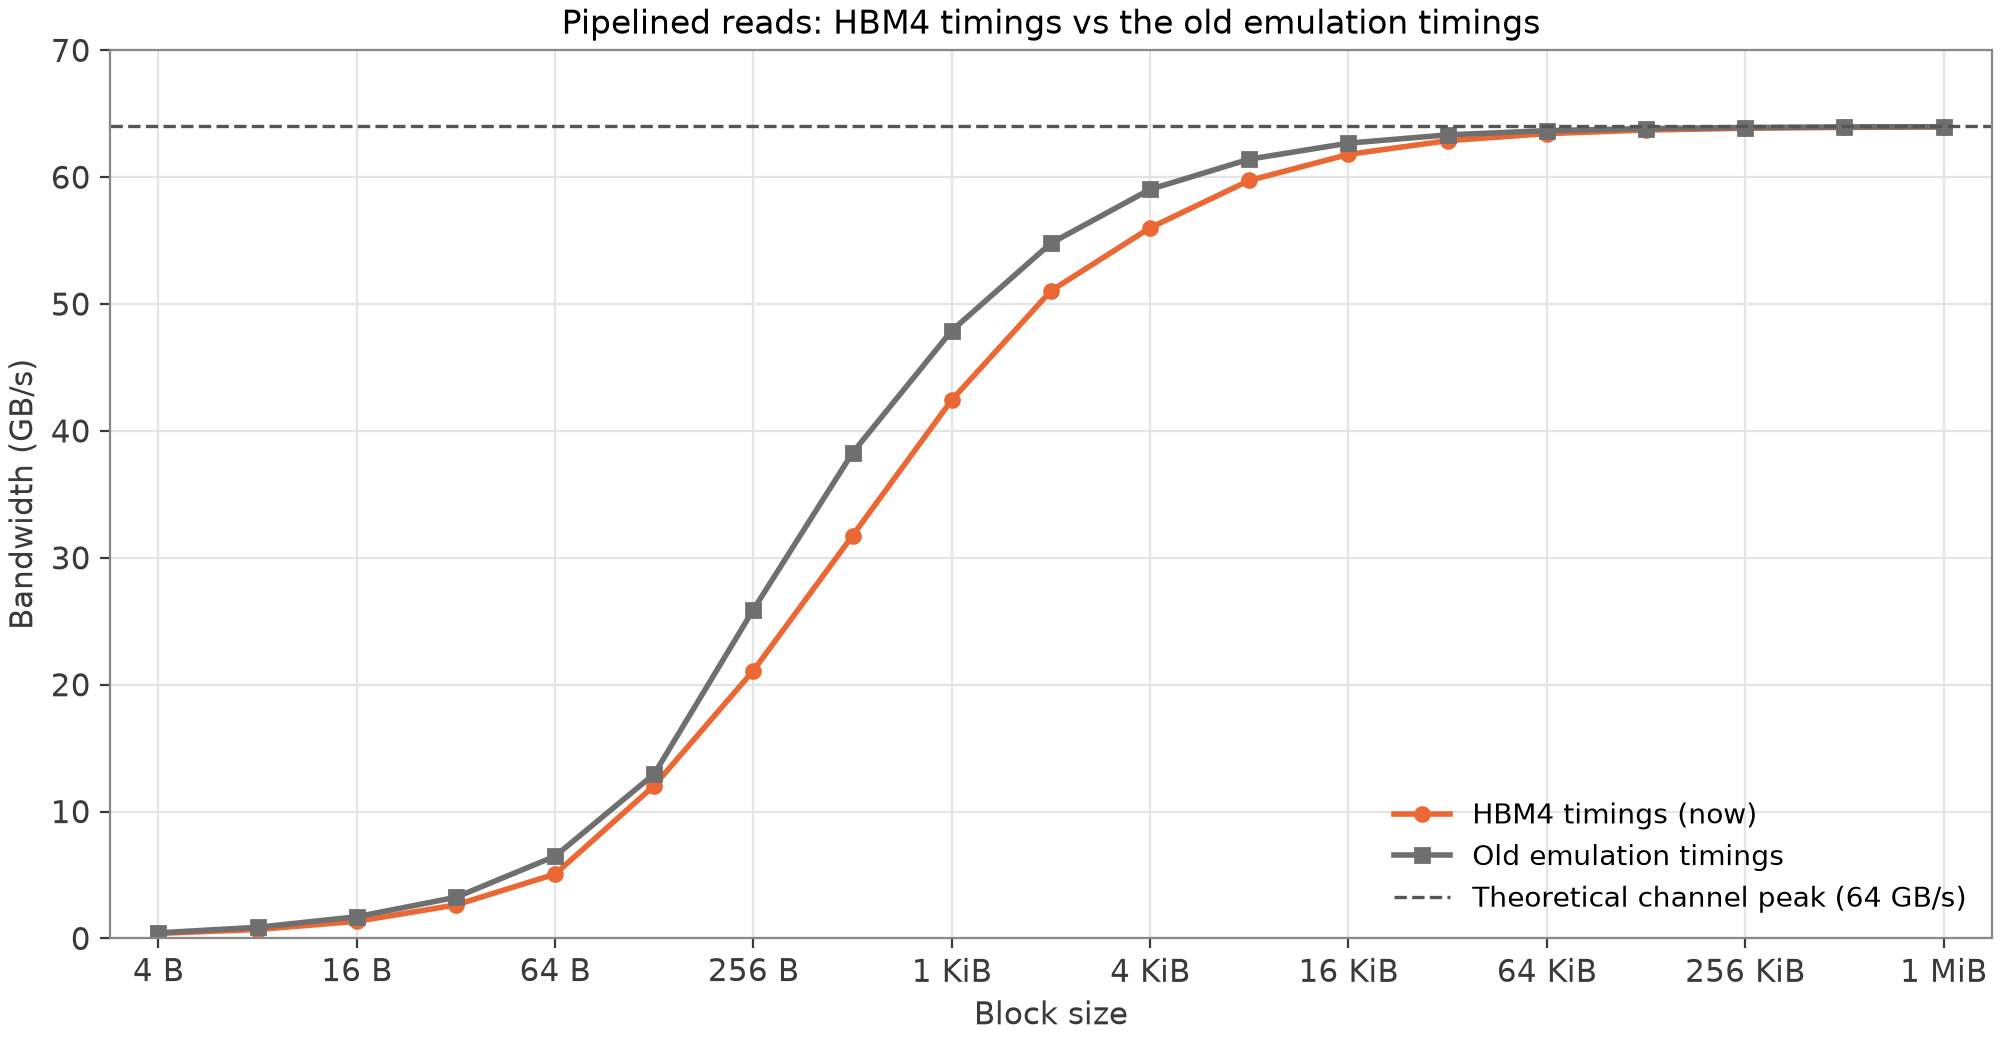 Pipelined reads: HBM4 timings vs the old emulation timings
70
60
50
40
30
20
10
0
Bandwidth (GB/s)
4 B
16 B
64 B
256 B
1 KiB
4 KiB
16 KiB
64 KiB
256 KiB
1 MiB
Block size
HBM4 timings (now)
Old emulation timings
Theoretical channel peak (64 GB/s)